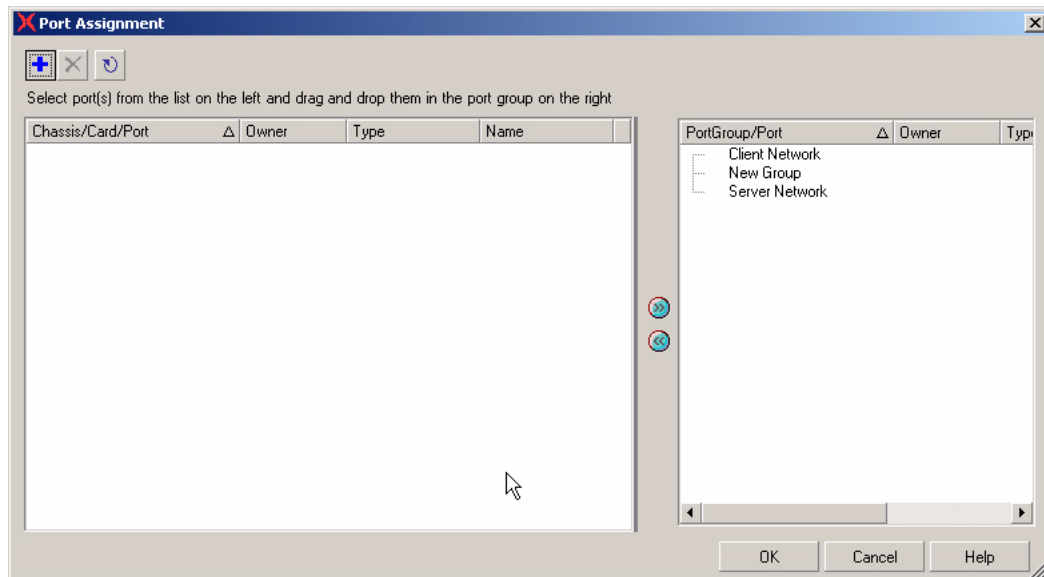 Port Assignment
Select port(s) from the list on the left and drag and drop them in the port group on the right
Chassis/Card/Port Owner Type Name
PortGroup/Port Owner Typ
Client Network
New Group
Server Network
OK Cancel Help